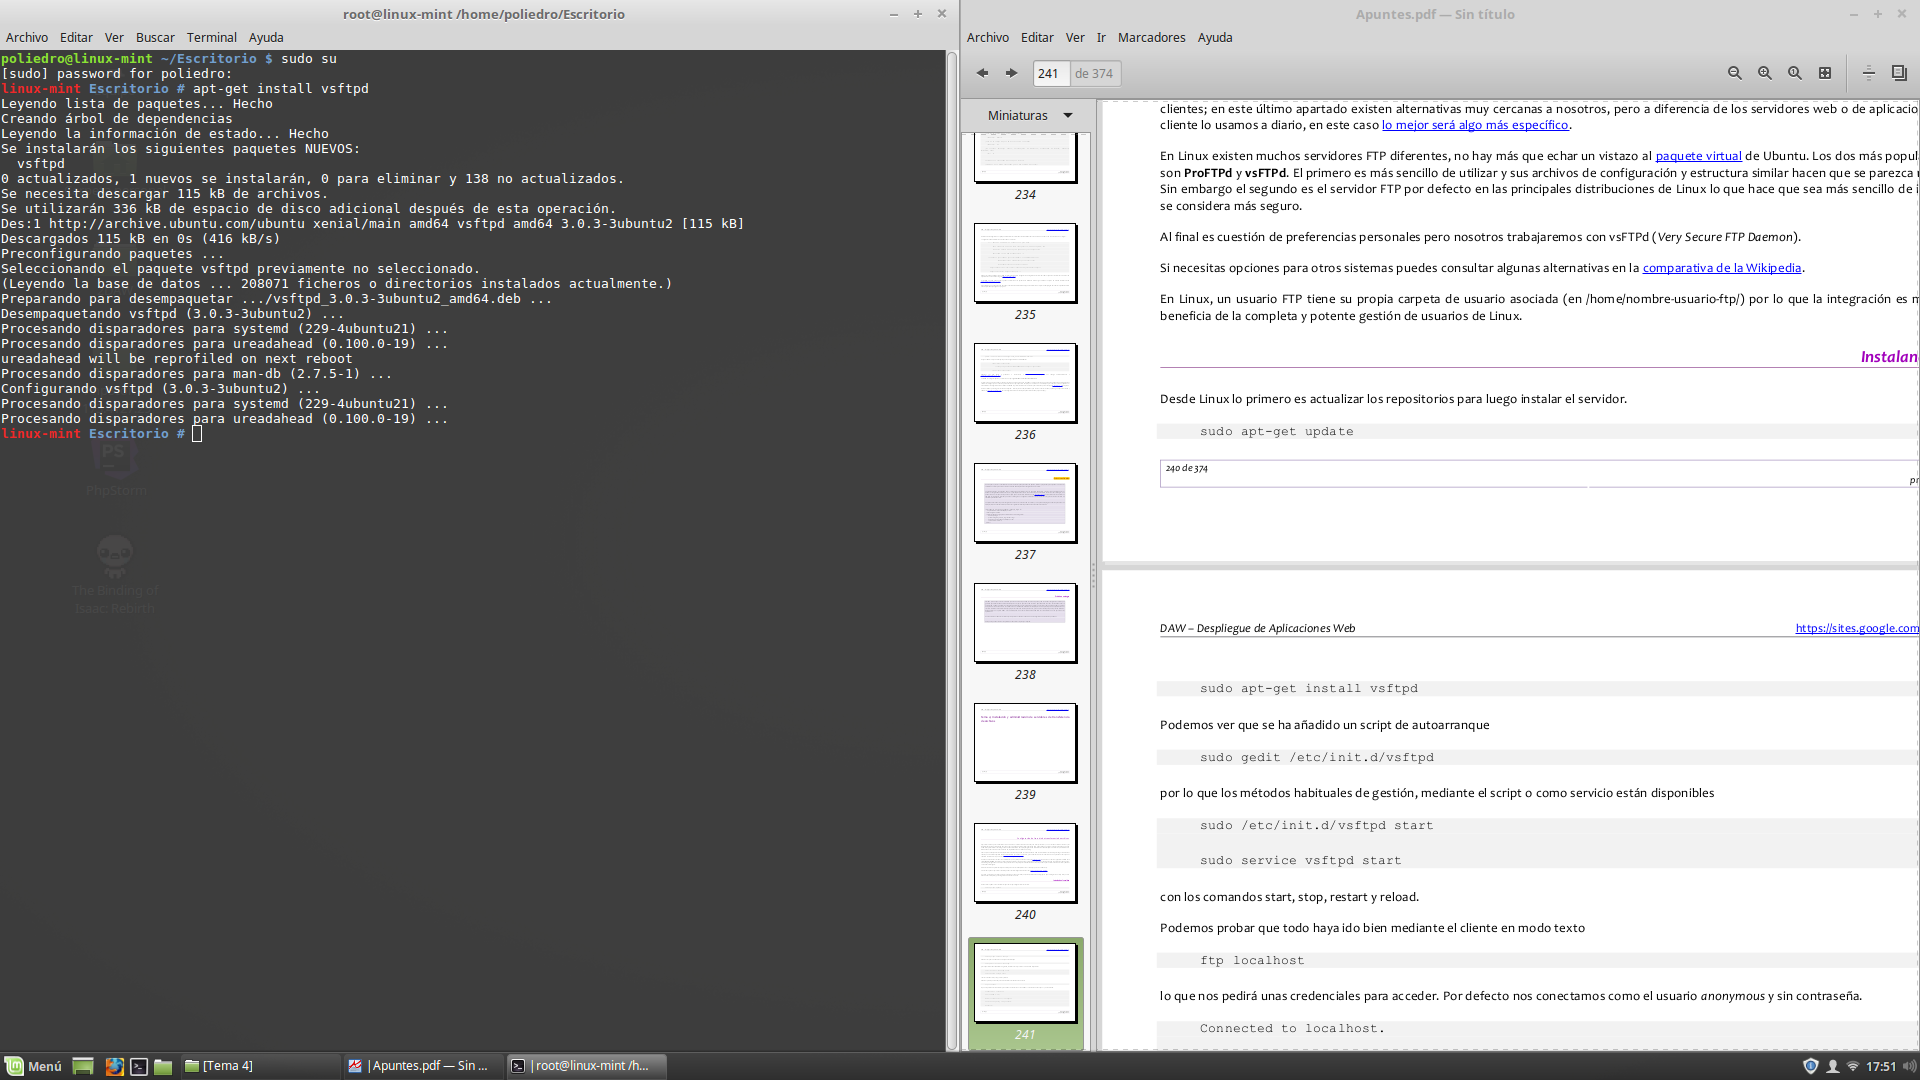 root@linux-mint /home/poliedro/Escritorio
Archivo Editar Ver Buscar Terminal Ayuda
poliedro@linux-mint ~/Escritorio $ sudo su
[sudo] password for poliedro:
linux-mint Escritorio # apt-get install vsftpd
Leyendo lista de paquetes... Hecho
Creando árbol de dependencias
Leyendo la información de estado... Hecho
Se instalarán los siguientes paquetes NUEVOS:
  vsftpd
0 actualizados, 1 nuevos se instalarán, 0 para eliminar y 138 no actualizados.
Se necesita descargar 115 kB de archivos.
Se utilizarán 336 kB de espacio de disco adicional después de esta operación.
Des:1 http://archive.ubuntu.com/ubuntu xenial/main amd64 vsftpd amd64 3.0.3-3ubuntu2 [115 kB]
Descargados 115 kB en 0s (416 kB/s)
Preconfigurando paquetes ...
Seleccionando el paquete vsftpd previamente no seleccionado.
(Leyendo la base de datos ... 208071 ficheros o directorios instalados actualmente.)
Preparando para desempaquetar .../vsftpd_3.0.3-3ubuntu2_amd64.deb ...
Desempaquetando vsftpd (3.0.3-3ubuntu2) ...
Procesando disparadores para systemd (229-4ubuntu21) ...
Procesando disparadores para ureadahead (0.100.0-19) ...
ureadahead will be reprofiled on next reboot
Procesando disparadores para man-db (2.7.5-1) ...
Configurando vsftpd (3.0.3-3ubuntu2) ...
Procesando disparadores para systemd (229-4ubuntu21) ...
Procesando disparadores para ureadahead (0.100.0-19) ...
linux-mint Escritorio #
PS
PhpStorm
The Binding of
Isaac: Rebirth
Apuntes.pdf — Sin título
Archivo Editar Ver Ir Marcadores Ayuda
241 de 374
Miniaturas
234
235
236
237
238
239
240
241
clientes; en este último apartado existen alternativas muy cercanas a nosotros, pero a diferencia de los servidores web o de aplicacio
cliente lo usamos a diario, en este caso lo mejor será algo más específico.
En Linux existen muchos servidores FTP diferentes, no hay más que echar un vistazo al paquete virtual de Ubuntu. Los dos más popul
son ProFTPd y vsFTPd. El primero es más sencillo de utilizar y sus archivos de configuración y estructura similar hacen que se parezca
Sin embargo el segundo es el servidor FTP por defecto en las principales distribuciones de Linux lo que hace que sea más sencillo de i
se considera más seguro.
Al final es cuestión de preferencias personales pero nosotros trabajaremos con vsFTPd (Very Secure FTP Daemon).
Si necesitas opciones para otros sistemas puedes consultar algunas alternativas en la comparativa de la Wikipedia.
En Linux, un usuario FTP tiene su propia carpeta de usuario asociada (en /home/nombre-usuario-ftp/) por lo que la integración es m
beneficia de la completa y potente gestión de usuarios de Linux.
Instalan
Desde Linux lo primero es actualizar los repositorios para luego instalar el servidor.
sudo apt-get update
240 de 374
pr
DAW – Despliegue de Aplicaciones Web https://sites.google.com
sudo apt-get install vsftpd
Podemos ver que se ha añadido un script de autoarranque
sudo gedit /etc/init.d/vsftpd
por lo que los métodos habituales de gestión, mediante el script o como servicio están disponibles
sudo /etc/init.d/vsftpd start
sudo service vsftpd start
con los comandos start, stop, restart y reload.
Podemos probar que todo haya ido bien mediante el cliente en modo texto
ftp localhost
lo que nos pedirá unas credenciales para acceder. Por defecto nos conectamos como el usuario anonymous y sin contraseña.
Connected to localhost.
Menú [Tema 4] |Apuntes.pdf — Sin ... |root@linux-mint /h... 17:51